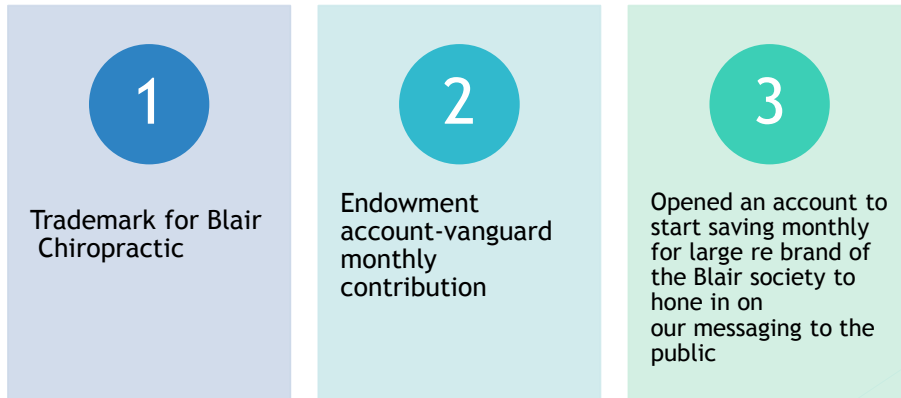 1
Trademark for Blair
Chiropractic
2
Endowment
account-vanguard
monthly
contribution
3
Opened an account to
start saving monthly
for large re brand of
the Blair society to
hone in on
our messaging to the
public